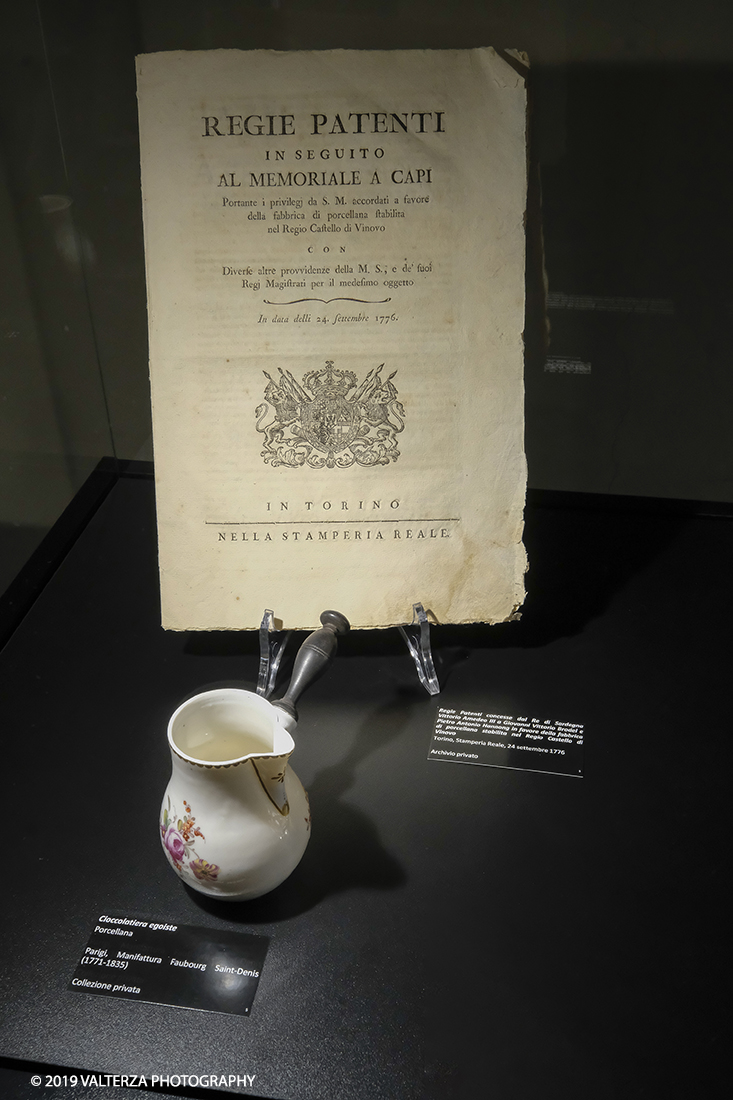 REGIE PATENTI
IN SEGUITO
AL MEMORIALE A CAPI
Portante i privilegj da S. M. accordati a favore
della fabbrica di porcellana ſtabilita
nel Regio Caſtello di Vinovo
CON
Diverſe altre provvidenze della M. S., e de' ſuoi
Regj Magiſtrati per il medeſimo oggetto
In data delli 24. ſettembre 1776.
IN TORINO
NELLA STAMPERIA REALE.
Regie Patenti concesse dal Re di Sardegna
Vittorio Amedeo III a Giovanni Vittorio Brodel e
Pietro Antonio Hannong in favore della fabbrica
di porcellana stabilita nel Regio Castello di
Vinovo
Torino, Stamperia Reale, 24 settembre 1776
Archivio privato
Cioccolatiera egoiste
Porcellana
Parigi, Manifattura Faubourg Saint-Denis
(1771-1835)
Collezione privata
© 2019 VALTERZA PHOTOGRAPHY